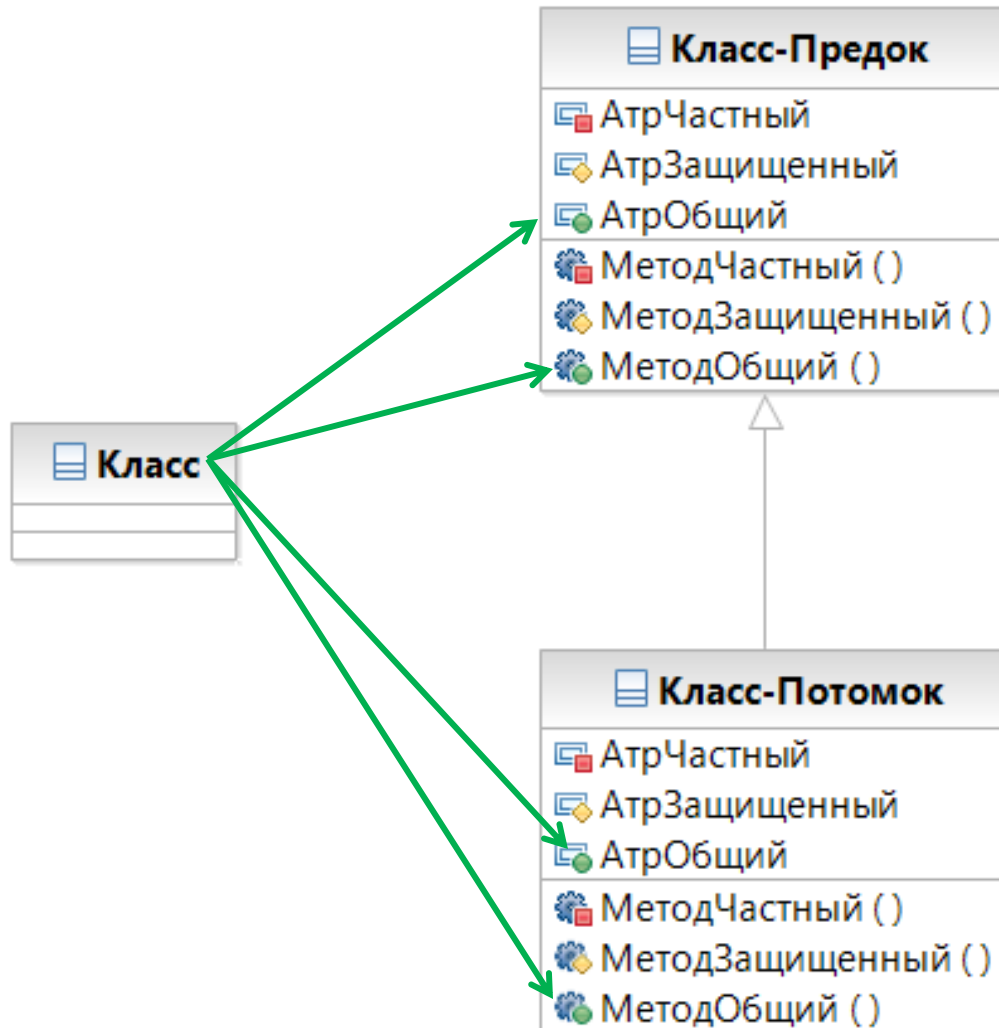 Класс-Предок
АтрЧастный
АтрЗащищенный
АтрОбщий
МетодЧастный ( )
МетодЗащищенный ( )
МетодОбщий ( )
Класс
Класс-Потомок
АтрЧастный
АтрЗащищенный
АтрОбщий
МетодЧастный ( )
МетодЗащищенный ( )
МетодОбщий ( )